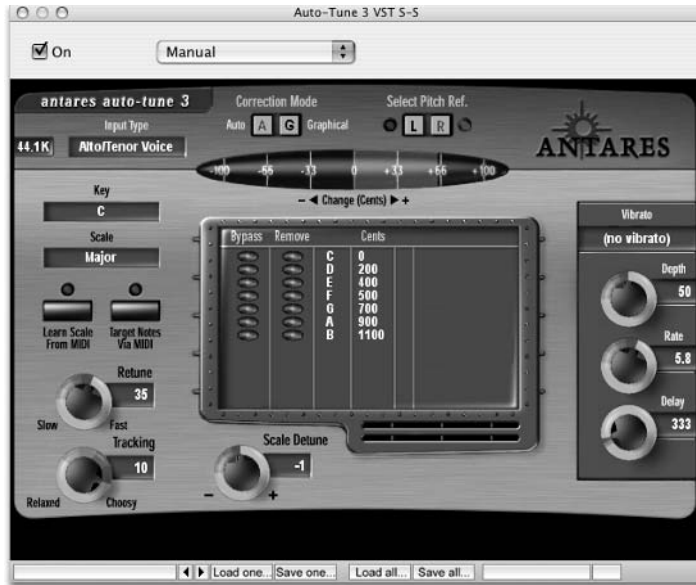 Auto-Tune 3 VST S-S
On
Manual
antares auto-tune 3
Correction Mode
Select Pitch Ref.
Input Type
Auto A G Graphical
L R
44.1K
Alto/Tenor Voice
ANTARES
-100 -66 -33 0 +33 +66 +100
- ◀ Change (Cents) ▶ +
Key
C
Scale
Major
Learn Scale From MIDI
Target Notes Via MIDI
Retune
35
Slow Fast
Tracking
10
Relaxed Choosy
Bypass Remove Cents
C 0
D 200
E 400
F 500
G 700
A 900
B 1100
Scale Detune
-1
- +
Vibrato
(no vibrato)
Depth
50
Rate
5.8
Delay
333
Load one... Save one... Load all... Save all...